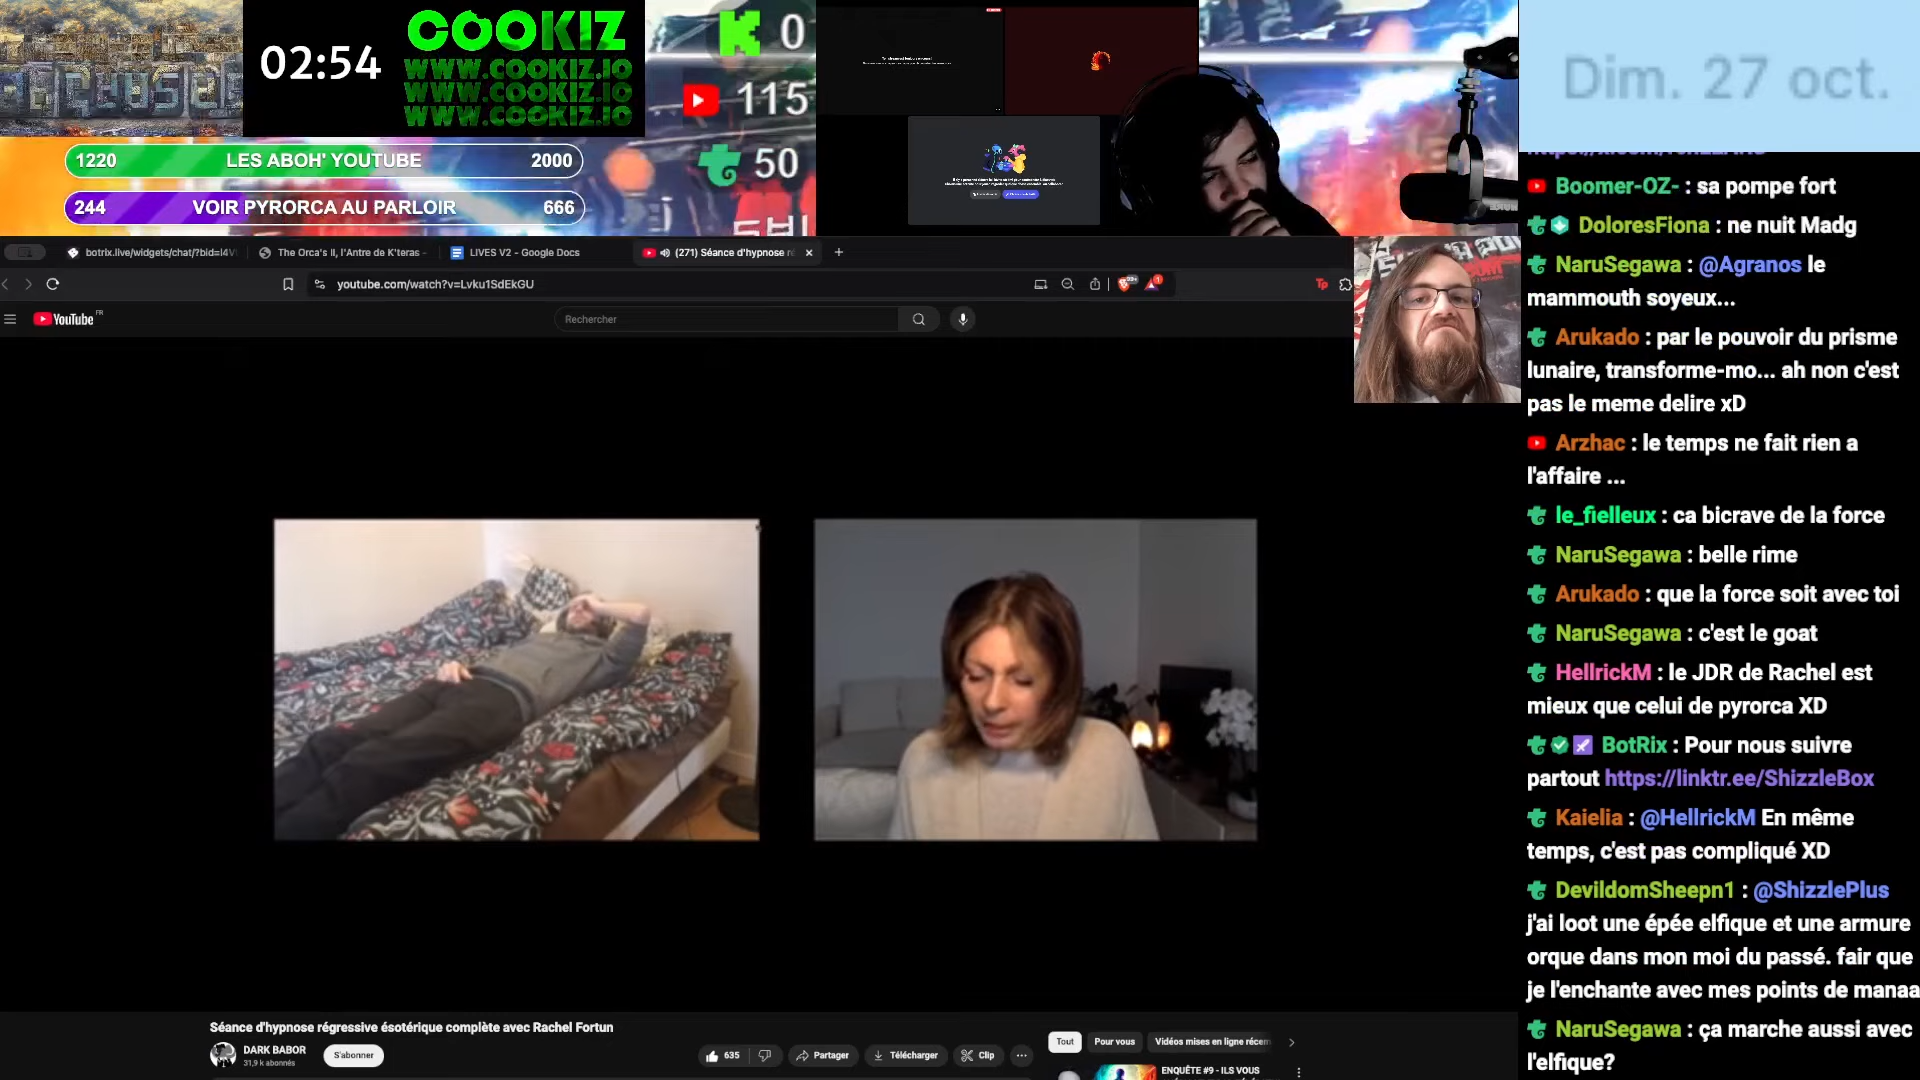 02:54
COOKIZ
WWW.COOKIZ.IO
WWW.COOKIZ.IO
WWW.COOKIZ.IO
0
115
50
1220 LES ABOH' YOUTUBE 2000
244 VOIR PYRORCA AU PARLOIR 666
Dim. 27 oct.
botrix.live/widgets/chat/?bid=l4V
The Orca's II, l'Antre de K'teras -
LIVES V2 - Google Docs
(271) Séance d'hypnose r
youtube.com/watch?v=Lvku1SdEkGU
YouTube FR
Rechercher
Boomer-OZ- : sa pompe fort
DoloresFiona : ne nuit Madg
NaruSegawa : @Agranos le
mammouth soyeux...
Arukado : par le pouvoir du prisme
lunaire, transforme-mo... ah non c'est
pas le meme delire xD
Arzhac : le temps ne fait rien a
l'affaire ...
le_fielleux : ca bicrave de la force
NaruSegawa : belle rime
Arukado : que la force soit avec toi
NaruSegawa : c'est le goat
HellrickM : le JDR de Rachel est
mieux que celui de pyrorca XD
BotRix : Pour nous suivre
partout https://linktr.ee/ShizzleBox
Kaielia : @HellrickM En même
temps, c'est pas compliqué XD
DevildomSheepn1 : @ShizzlePlus
j'ai loot une épée elfique et une armure
orque dans mon moi du passé. fair que
je l'enchante avec mes points de manaa
NaruSegawa : ça marche aussi avec
l'elfique?
Séance d'hypnose régressive ésotérique complète avec Rachel Fortun
DARK BABOR
31,9 k abonnés
S'abonner
635
Partager
Télécharger
Clip
Tout
Pour vous
Vidéos mises en ligne récem
ENQUÊTE #9 - ILS VOUS